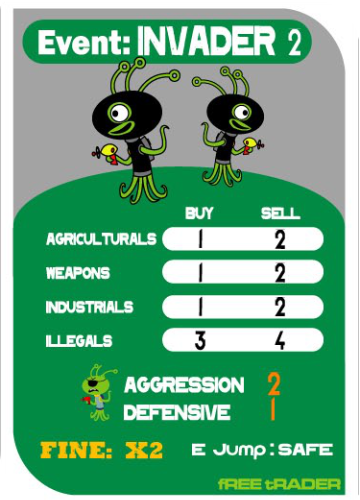 Event: INVADER 2
BUY SELL
AGRICULTURALS 1 2
WEAPONS 1 2
INDUSTRIALS 1 2
ILLEGALS 3 4
AGGRESSION 2
DEFENSIVE 1
FINE: X2 E Jump: SAFE
fREE tRADER